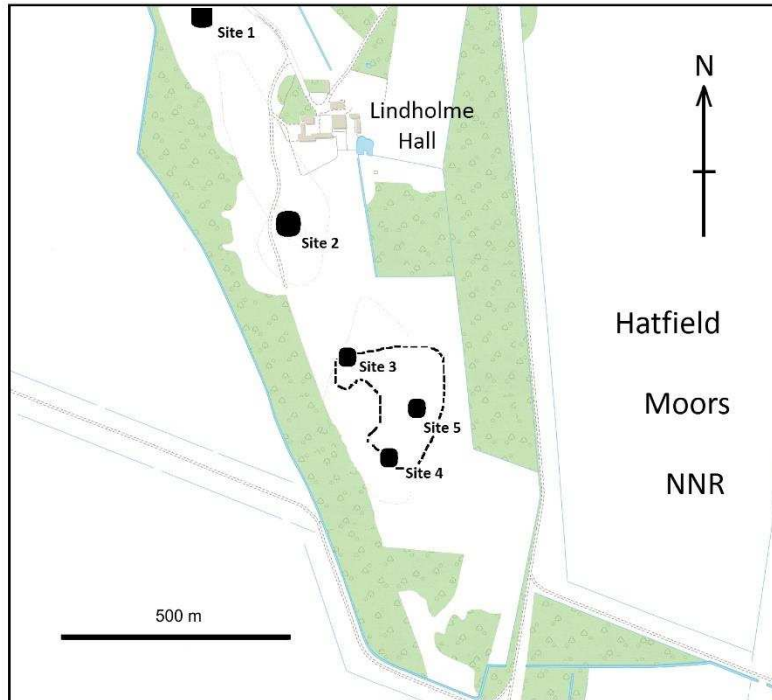 Site 1
N
Lindholme
Hall
Site 2
Hatfield
Site 3
Moors
Site 5
Site 4
NNR
500 m